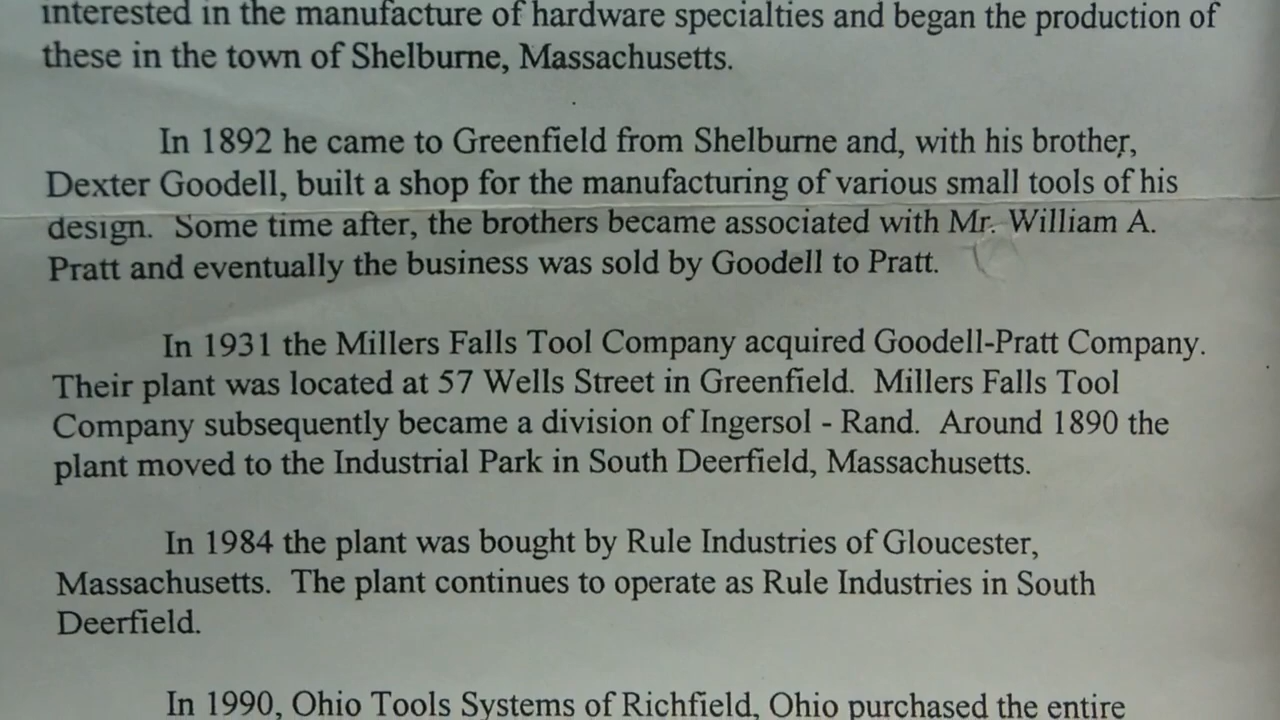 interested in the manufacture of hardware specialties and began the production of
these in the town of Shelburne, Massachusetts.
In 1892 he came to Greenfield from Shelburne and, with his brother,
Dexter Goodell, built a shop for the manufacturing of various small tools of his
design. Some time after, the brothers became associated with Mr. William A.
Pratt and eventually the business was sold by Goodell to Pratt.
In 1931 the Millers Falls Tool Company acquired Goodell-Pratt Company.
Their plant was located at 57 Wells Street in Greenfield. Millers Falls Tool
Company subsequently became a division of Ingersol - Rand. Around 1890 the
plant moved to the Industrial Park in South Deerfield, Massachusetts.
In 1984 the plant was bought by Rule Industries of Gloucester,
Massachusetts. The plant continues to operate as Rule Industries in South
Deerfield.
In 1990, Ohio Tools Systems of Richfield, Ohio purchased the entire